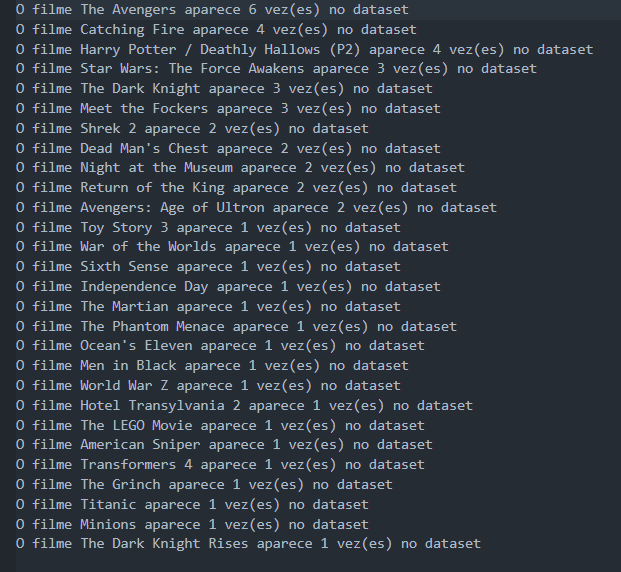 O filme The Avengers aparece 6 vez(es) no dataset
O filme Catching Fire aparece 4 vez(es) no dataset
O filme Harry Potter / Deathly Hallows (P2) aparece 4 vez(es) no dataset
O filme Star Wars: The Force Awakens aparece 3 vez(es) no dataset
O filme The Dark Knight aparece 3 vez(es) no dataset
O filme Meet the Fockers aparece 3 vez(es) no dataset
O filme Shrek 2 aparece 2 vez(es) no dataset
O filme Dead Man's Chest aparece 2 vez(es) no dataset
O filme Night at the Museum aparece 2 vez(es) no dataset
O filme Return of the King aparece 2 vez(es) no dataset
O filme Avengers: Age of Ultron aparece 2 vez(es) no dataset
O filme Toy Story 3 aparece 1 vez(es) no dataset
O filme War of the Worlds aparece 1 vez(es) no dataset
O filme Sixth Sense aparece 1 vez(es) no dataset
O filme Independence Day aparece 1 vez(es) no dataset
O filme The Martian aparece 1 vez(es) no dataset
O filme The Phantom Menace aparece 1 vez(es) no dataset
O filme Ocean's Eleven aparece 1 vez(es) no dataset
O filme Men in Black aparece 1 vez(es) no dataset
O filme World War Z aparece 1 vez(es) no dataset
O filme Hotel Transylvania 2 aparece 1 vez(es) no dataset
O filme The LEGO Movie aparece 1 vez(es) no dataset
O filme American Sniper aparece 1 vez(es) no dataset
O filme Transformers 4 aparece 1 vez(es) no dataset
O filme The Grinch aparece 1 vez(es) no dataset
O filme Titanic aparece 1 vez(es) no dataset
O filme Minions aparece 1 vez(es) no dataset
O filme The Dark Knight Rises aparece 1 vez(es) no dataset